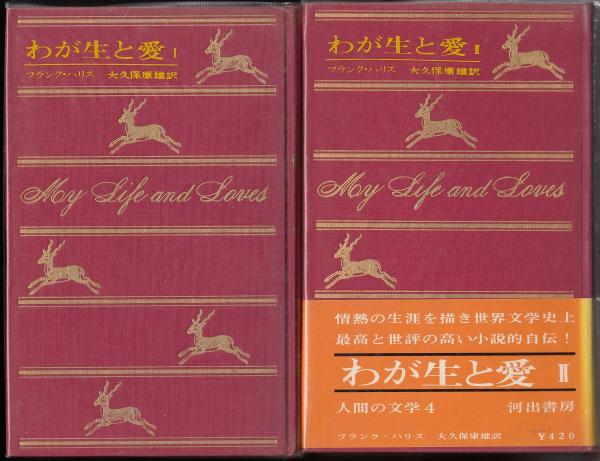 わが生と愛 I
フランク・ハリス 大久保康雄訳
My Life and Loves
わが生と愛 II
フランク・ハリス 大久保康雄訳
My Life and Loves
情熱の生涯を描き世界文学史上
最高と世評の高い小説的自伝！
わが生と愛 II
人間の文学4 河出書房
フランク・ハリス 大久保康雄訳 ¥420